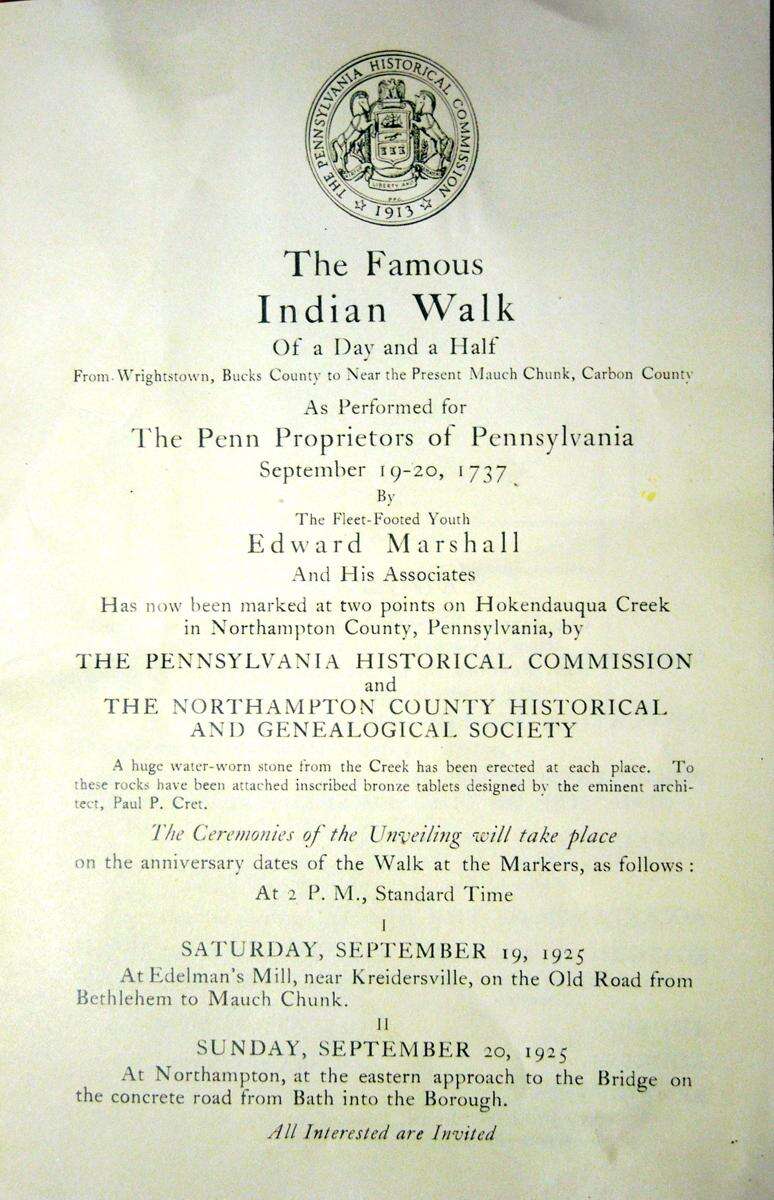 THE PENNSYLVANIA HISTORICAL COMMISSION
LIBERTY AND
1913
The Famous
Indian Walk
Of a Day and a Half
From Wrightstown, Bucks County to Near the Present Mauch Chunk, Carbon County
As Performed for
The Penn Proprietors of Pennsylvania
September 19-20, 1737
By
The Fleet-Footed Youth
Edward Marshall
And His Associates
Has now been marked at two points on Hokendauqua Creek
in Northampton County, Pennsylvania, by
THE PENNSYLVANIA HISTORICAL COMMISSION
and
THE NORTHAMPTON COUNTY HISTORICAL
AND GENEALOGICAL SOCIETY
A huge water-worn stone from the Creek has been erected at each place. To
these rocks have been attached inscribed bronze tablets designed by the eminent archi-
tect, Paul P. Cret.
The Ceremonies of the Unveiling will take place
on the anniversary dates of the Walk at the Markers, as follows:
At 2 P. M., Standard Time
I
SATURDAY, SEPTEMBER 19, 1925
At Edelman's Mill, near Kreidersville, on the Old Road from
Bethlehem to Mauch Chunk.
II
SUNDAY, SEPTEMBER 20, 1925
At Northampton, at the eastern approach to the Bridge on
the concrete road from Bath into the Borough.
All Interested are Invited